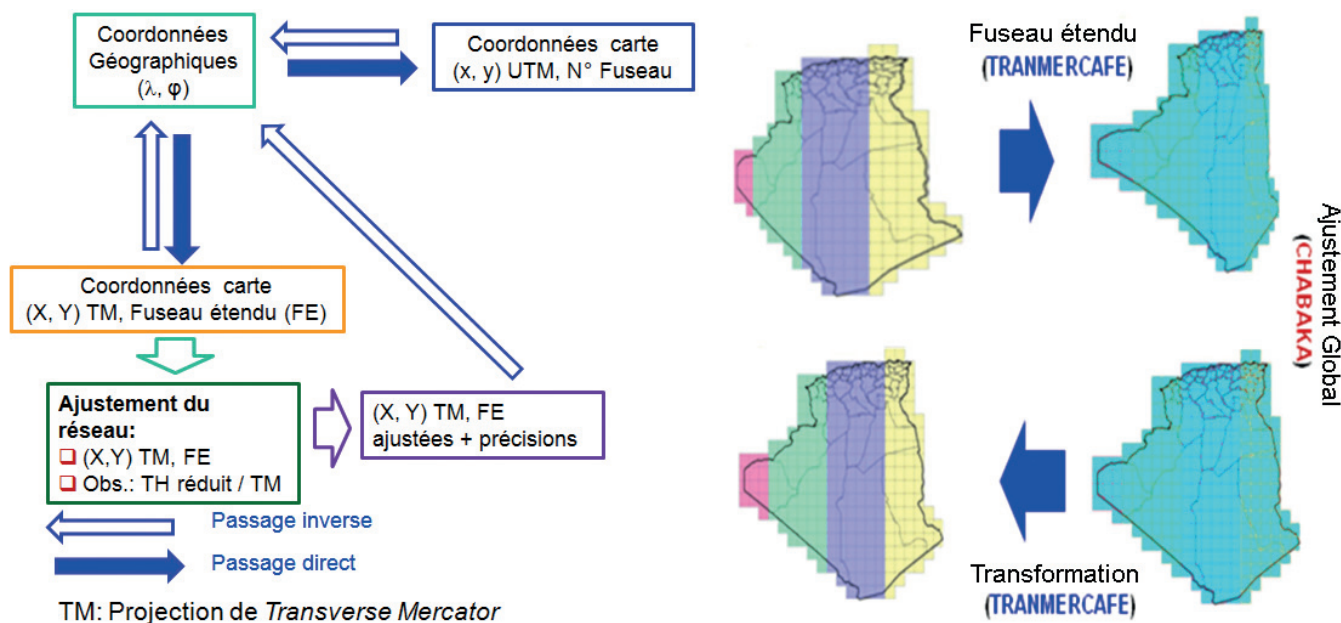 Coordonnées
Géographiques
(λ, φ)
Coordonnées carte
(x, y) UTM, N° Fuseau
Coordonnées carte
(X, Y) TM, Fuseau étendu (FE)
Ajustement du
réseau:
(X,Y) TM, FE
Obs.: TH réduit / TM
(X, Y) TM, FE
ajustées + précisions
Passage inverse
Passage direct
TM: Projection de Transverse Mercator
Fuseau étendu
(TRANMERCAFE)
Ajustement Global
(CHABAKA)
Transformation
(TRANMERCAFE)